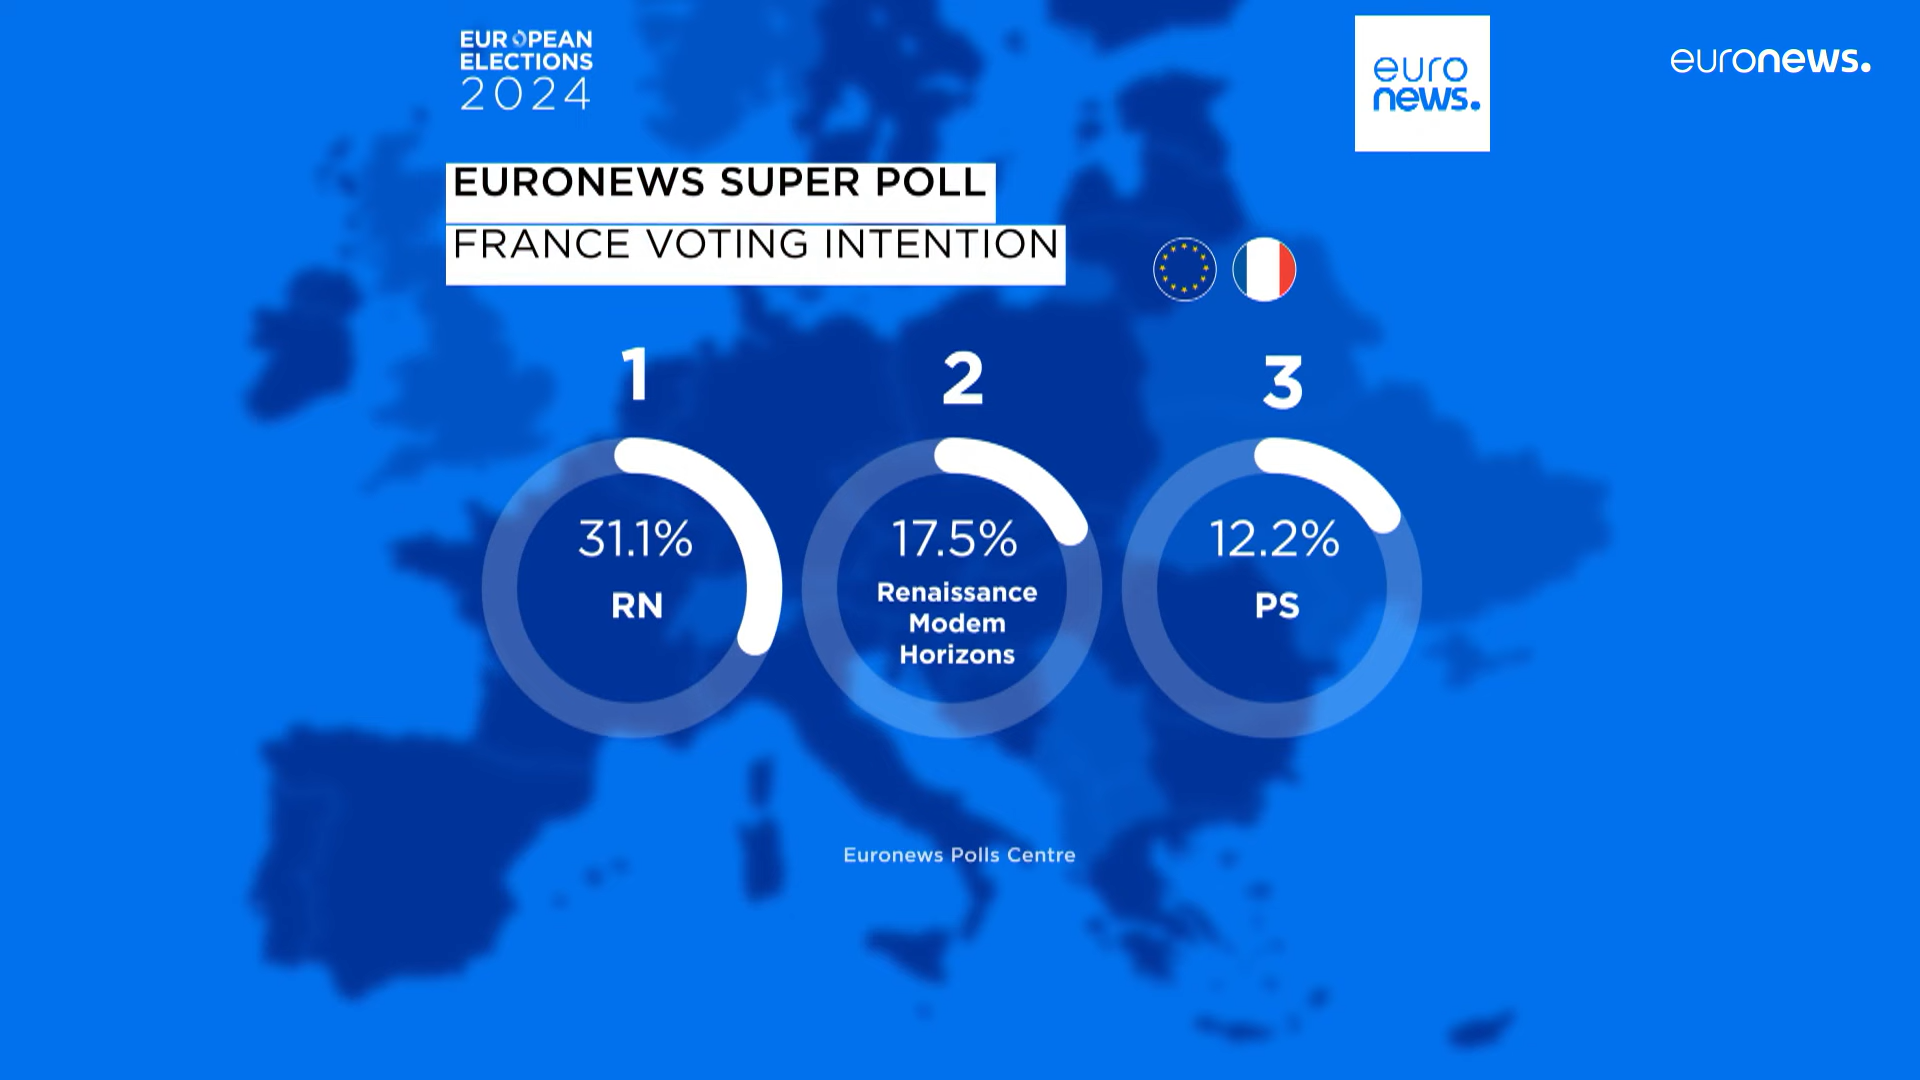 EUROPEAN
ELECTIONS
2024
euro
news.
euronews.
EURONEWS SUPER POLL
FRANCE VOTING INTENTION
1
2
3
31.1%
RN
17.5%
Renaissance
Modem
Horizons
12.2%
PS
Euronews Polls Centre